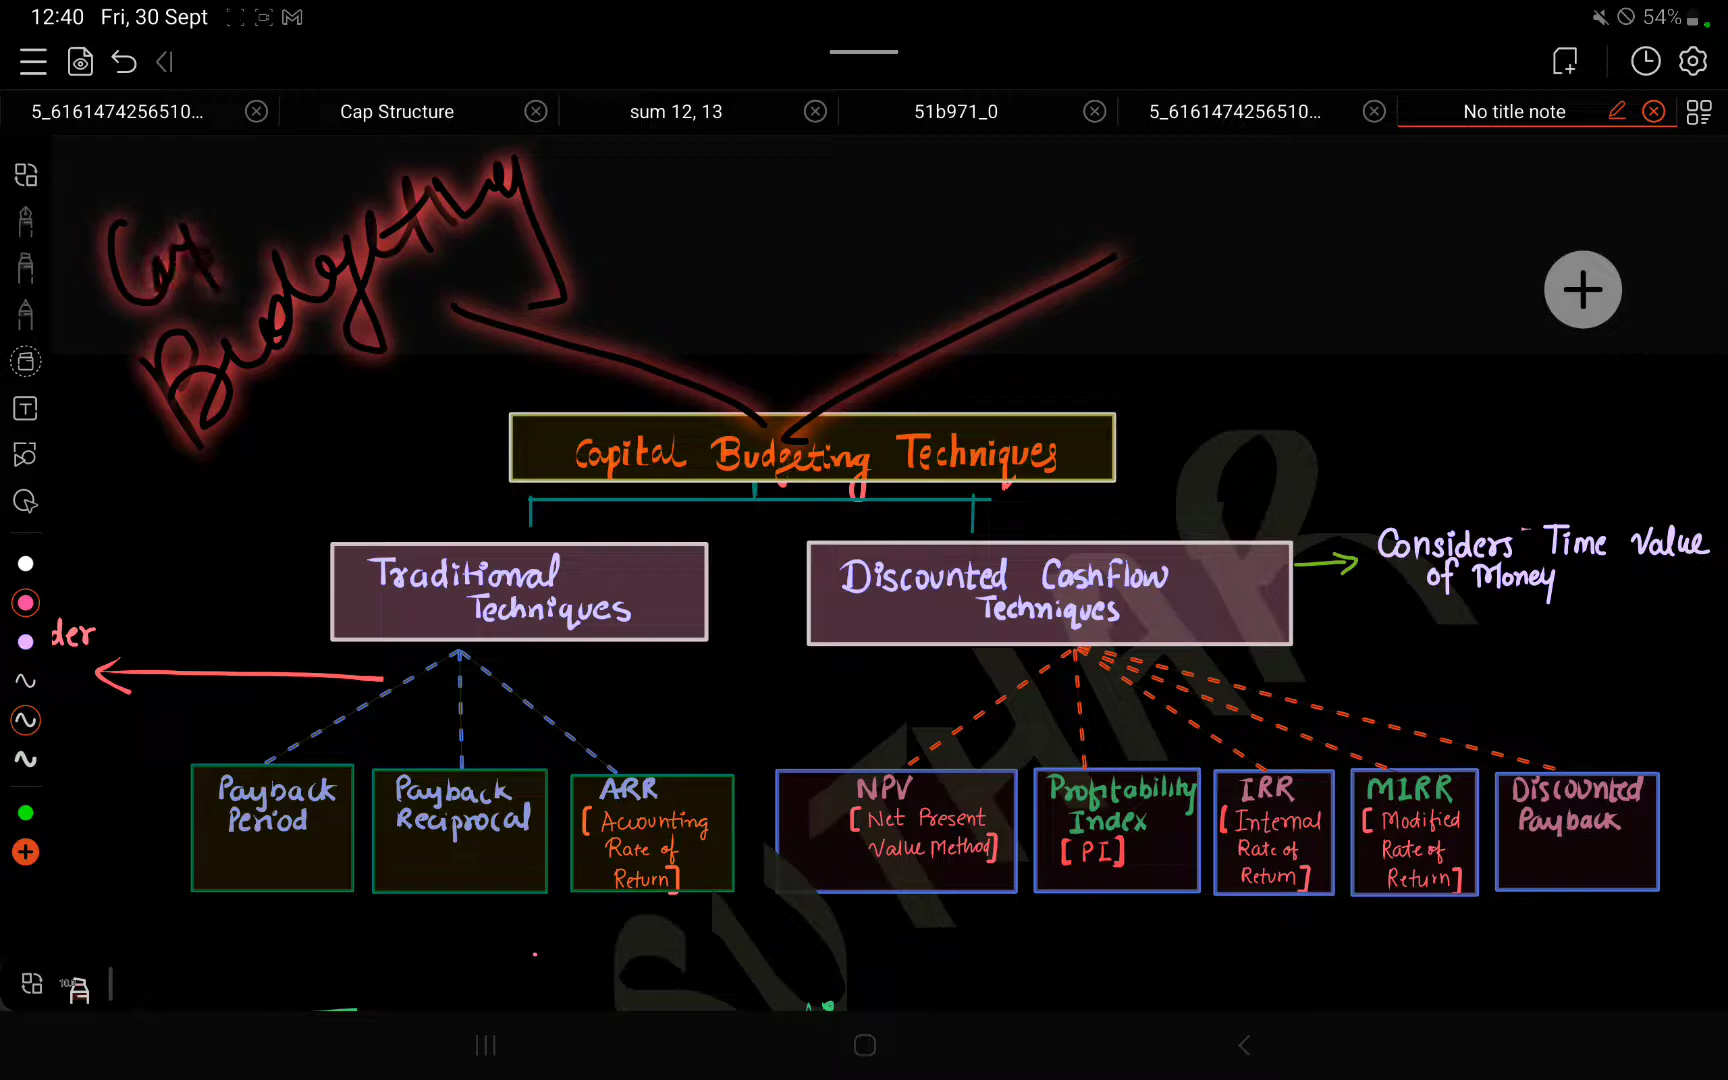 12:40 Fri, 30 Sept
54%
5_6161474256510...
Cap Structure
sum 12, 13
51b971_0
5_6161474256510...
No title note
Cap
Budgeting
Capital Budgeting Techniques
Traditional
Techniques
Discounted Cashflow
Techniques
Considers Time Value
of Money
der
Payback
Period
Payback
Reciprocal
ARR
[Accounting
Rate of
Return]
NPV
[Net Present
Value Method]
Profitability
Index
[PI]
IRR
[Internal
Rate of
Return]
MIRR
[Modified
Rate of
Return]
Discounted
Payback
SUTHAR